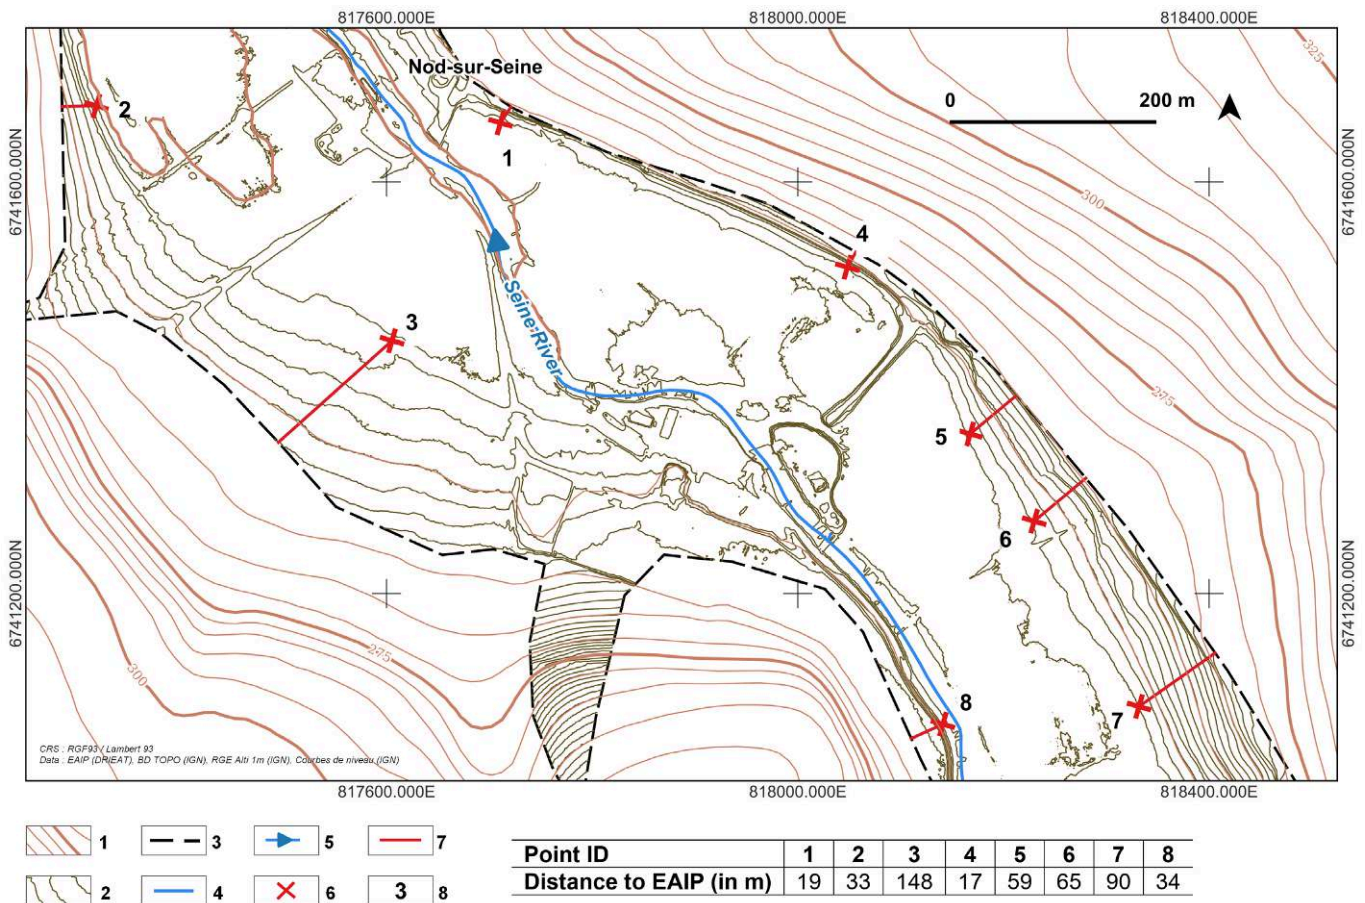 817600.000E 818000.000E 818400.000E
325
Nod-sur-Seine
0 200 m
2
1
6741600.000N 6741600.000N
300
4
Seine River
3
275
5
6
6741200.000N 6741200.000N
275
300
8
7
CRS : RGF93 / Lambert 93
Data : EAIP (DRIEAT), BD TOPO (IGN), RGE Alti 1m (IGN), Courbes de niveau (IGN)
817600.000E 818000.000E 818400.000E
1 3 5 7
2 4 6 3 8
Point ID 1 2 3 4 5 6 7 8
Distance to EAIP (in m) 19 33 148 17 59 65 90 34